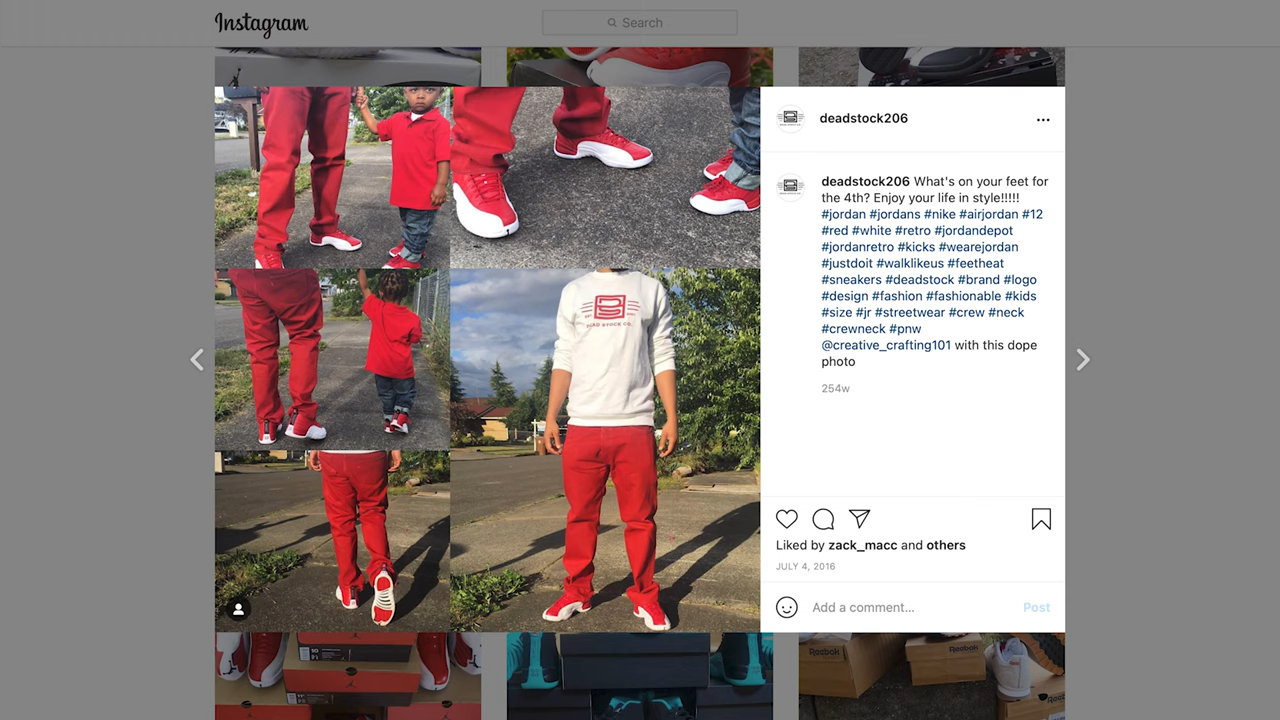 Instagram
Search
deadstock206
deadstock206 What's on your feet for
the 4th? Enjoy your life in style!!!!!
#jordan #jordans #nike #airjordan #12
#red #white #retro #jordandepot
#jordanretro #kicks #wearejordan
#justdoit #walklikeus #feetheat
#sneakers #deadstock #brand #logo
#design #fashion #fashionable #kids
#size #jr #streetwear #crew #neck
#crewneck #pnw
@creative_crafting101 with this dope
photo
254w
DEAD STOCK CO.
Liked by zack_macc and others
JULY 4, 2016
Add a comment...
Post
10
Reebok
Reebok